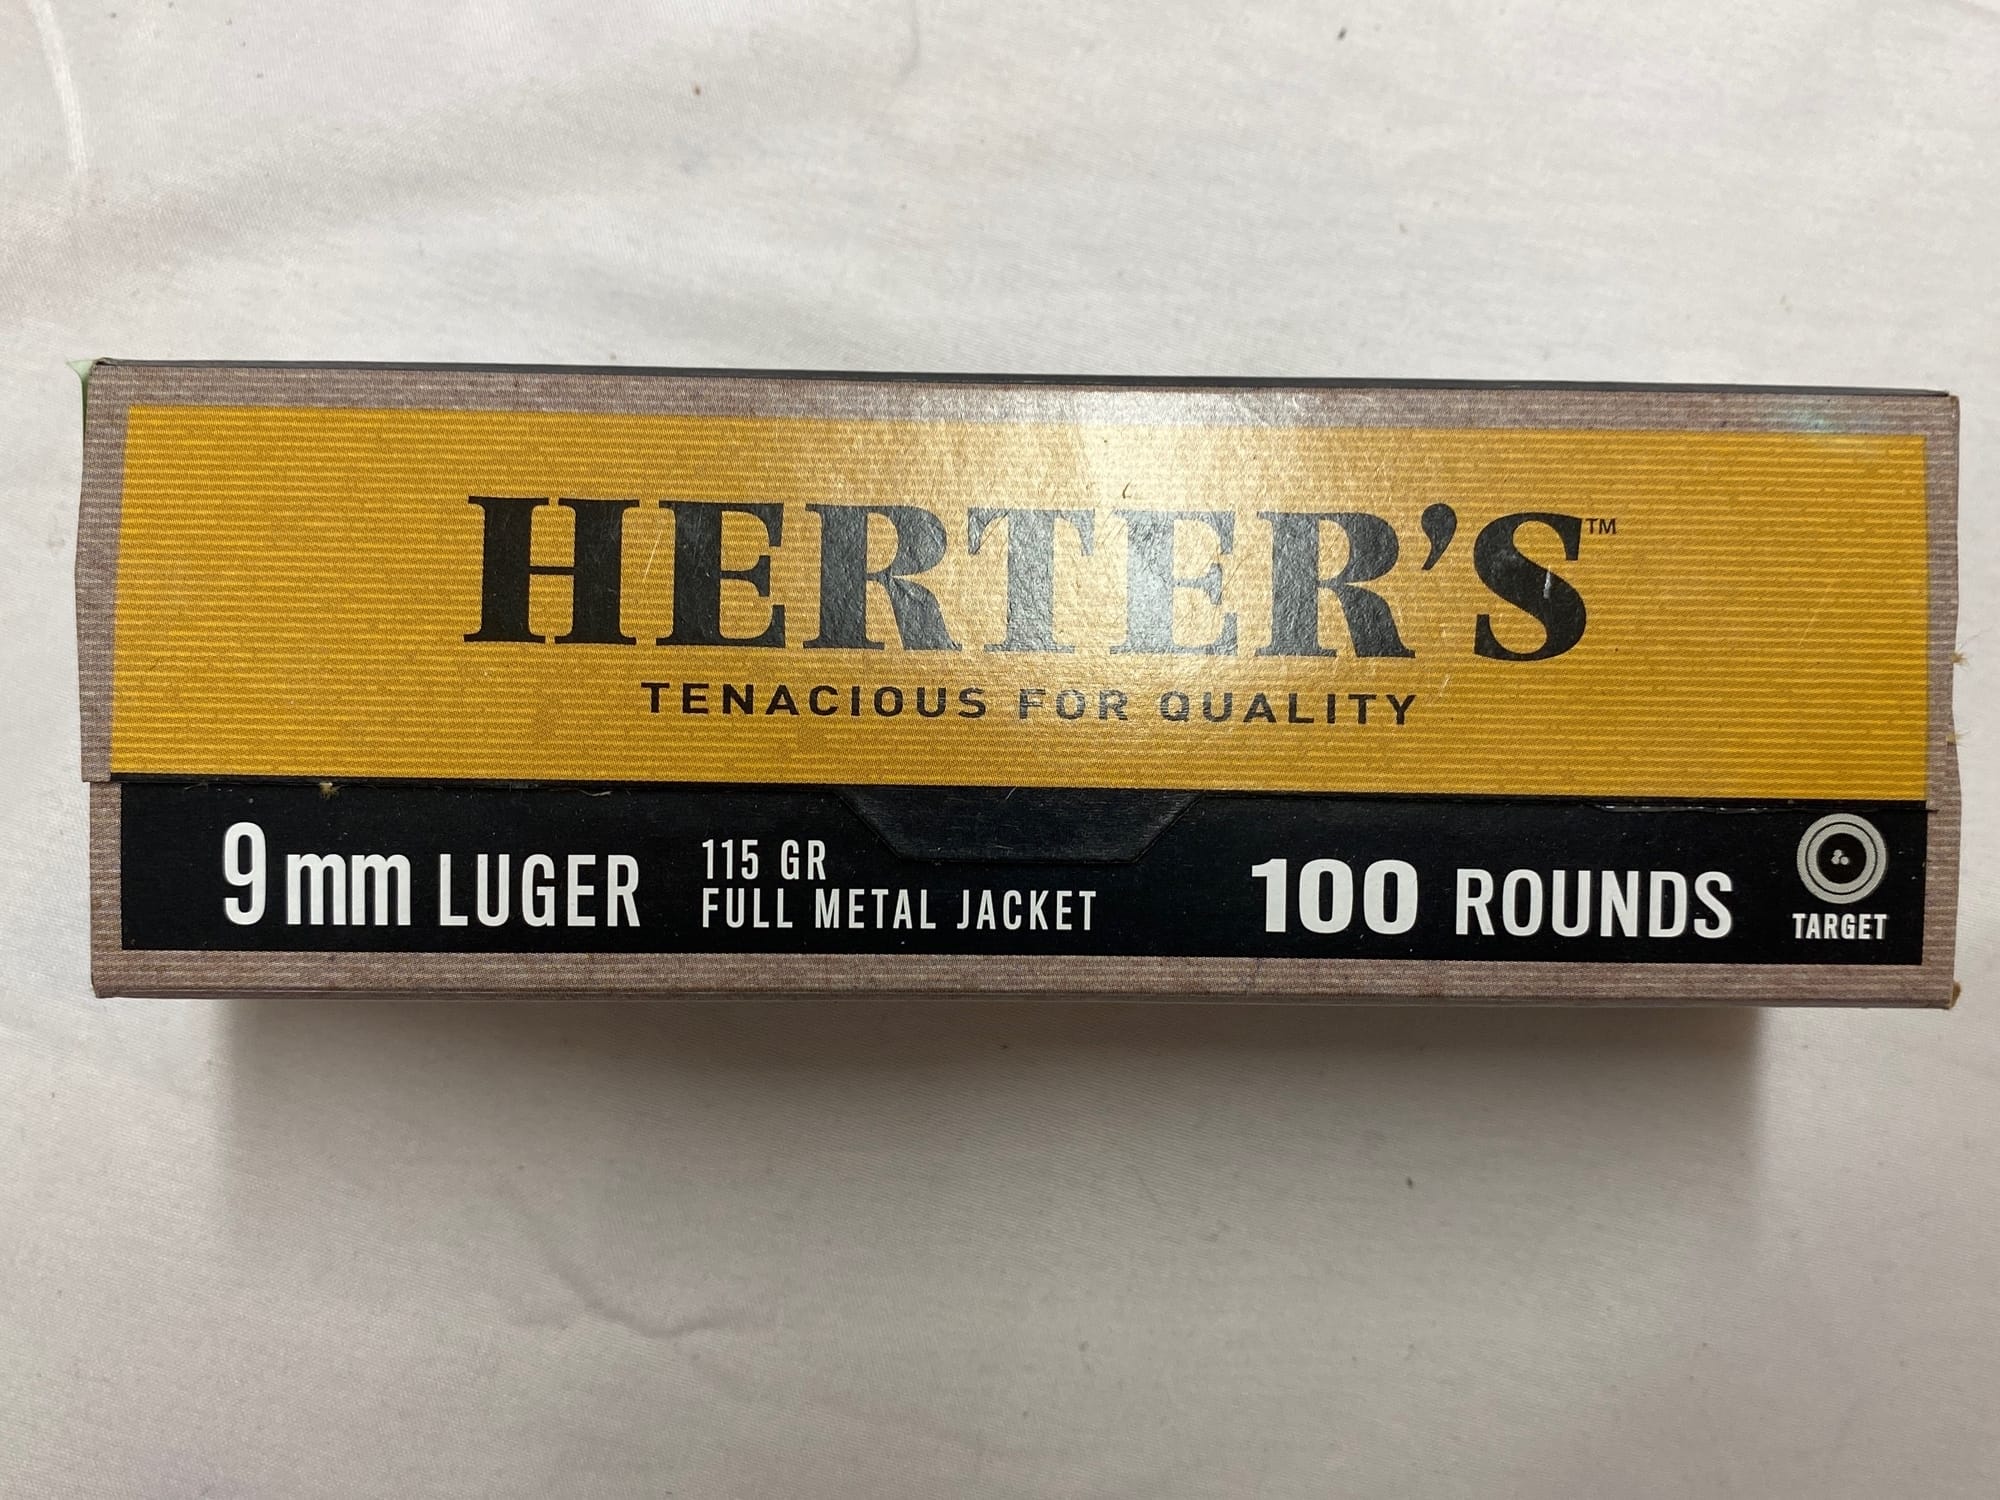 HERTER'S™
TENACIOUS FOR QUALITY
9mm LUGER
115 GR
FULL METAL JACKET
100 ROUNDS
TARGET